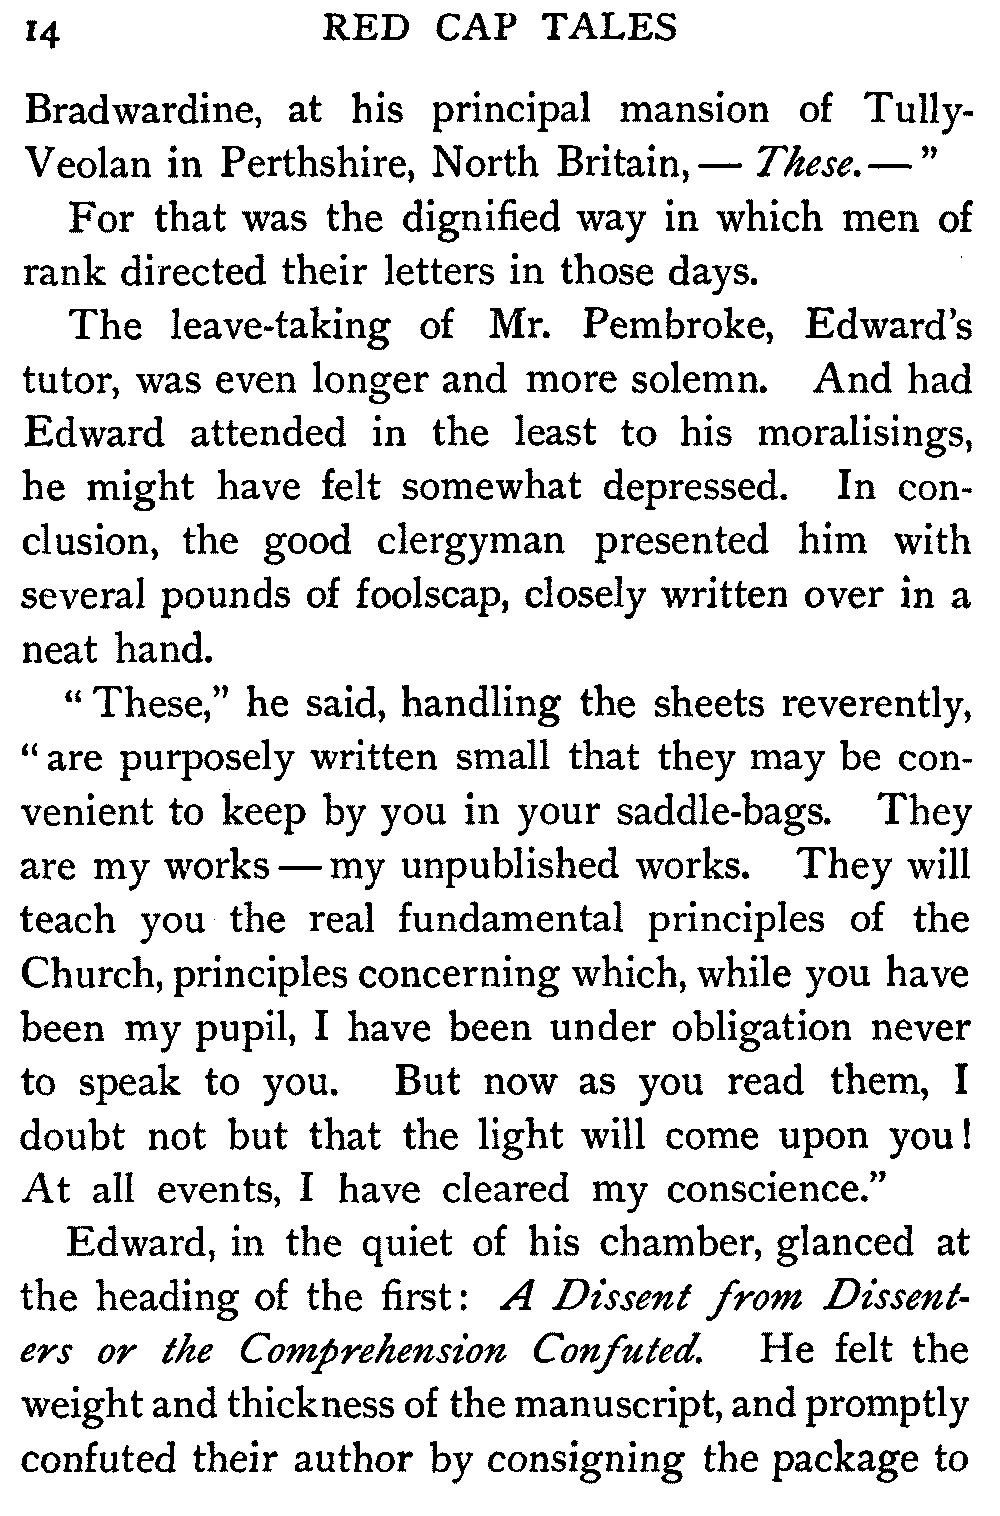 14 RED CAP TALES
Bradwardine, at his principal mansion of Tully-
Veolan in Perthshire, North Britain, — These. — "
For that was the dignified way in which men of
rank directed their letters in those days.
The leave-taking of Mr. Pembroke, Edward's
tutor, was even longer and more solemn. And had
Edward attended in the least to his moralisings,
he might have felt somewhat depressed. In con-
clusion, the good clergyman presented him with
several pounds of foolscap, closely written over in a
neat hand.
"These," he said, handling the sheets reverently,
"are purposely written small that they may be con-
venient to keep by you in your saddle-bags. They
are my works — my unpublished works. They will
teach you the real fundamental principles of the
Church, principles concerning which, while you have
been my pupil, I have been under obligation never
to speak to you. But now as you read them, I
doubt not but that the light will come upon you!
At all events, I have cleared my conscience."
Edward, in the quiet of his chamber, glanced at
the heading of the first: A Dissent from Dissent-
ers or the Comprehension Confuted. He felt the
weight and thickness of the manuscript, and promptly
confuted their author by consigning the package to